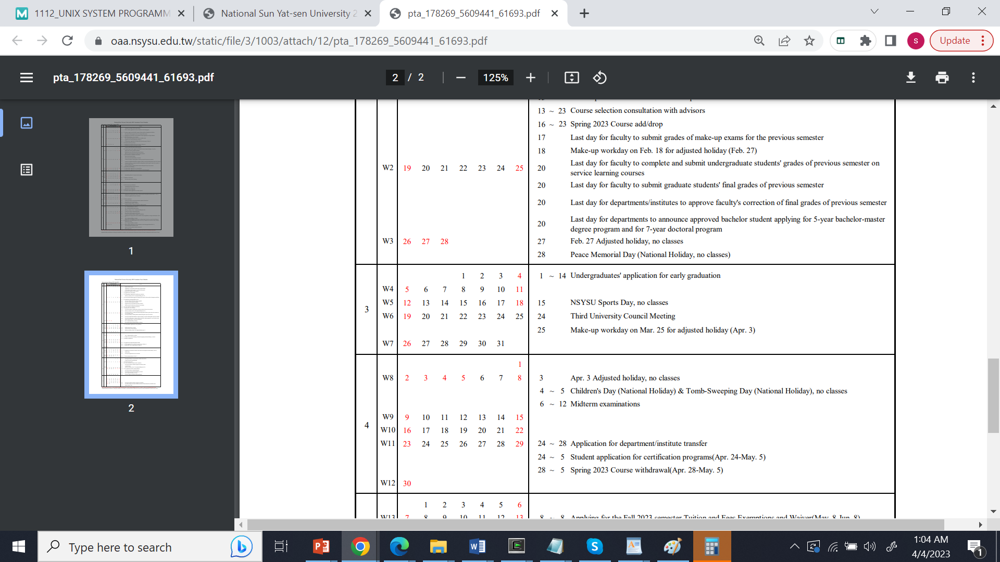 1112_UNIX SYSTEM PROGRAMM
National Sun Yat-sen University 2
pta_178269_5609441_61693.pdf
oaa.nsysu.edu.tw/static/file/3/1003/attach/12/pta_178269_5609441_61693.pdf
S
Update
pta_178269_5609441_61693.pdf
2 / 2
125%
1
2
13 ~ 23 Course selection consultation with advisors
16 ~ 23 Spring 2023 Course add/drop
17 Last day for faculty to submit grades of make-up exams for the previous semester
18 Make-up workday on Feb. 18 for adjusted holiday (Feb. 27)
W2 19 20 21 22 23 24 25
20 Last day for faculty to complete and submit undergraduate students' grades of previous semester on
service learning courses
20 Last day for faculty to submit graduate students' final grades of previous semester
20 Last day for departments/institutes to approve faculty's correction of final grades of previous semester
20 Last day for departments to announce approved bachelor student applying for 5-year bachelor-master
degree program and for 7-year doctoral program
W3 26 27 28 27 Feb. 27 Adjusted holiday, no classes
28 Peace Memorial Day (National Holiday, no classes)
3
1 2 3 4 1 ~ 14 Undergraduates' application for early graduation
W4 5 6 7 8 9 10 11
W5 12 13 14 15 16 17 18 15 NSYSU Sports Day, no classes
W6 19 20 21 22 23 24 25 24 Third University Council Meeting
25 Make-up workday on Mar. 25 for adjusted holiday (Apr. 3)
W7 26 27 28 29 30 31
4
1
W8 2 3 4 5 6 7 8 3 Apr. 3 Adjusted holiday, no classes
4 ~ 5 Children's Day (National Holiday) & Tomb-Sweeping Day (National Holiday), no classes
6 ~ 12 Midterm examinations
W9 9 10 11 12 13 14 15
W10 16 17 18 19 20 21 22
W11 23 24 25 26 27 28 29 24 ~ 28 Application for department/institute transfer
24 ~ 5 Student application for certification programs(Apr. 24-May. 5)
28 ~ 5 Spring 2023 Course withdrawal(Apr. 28-May. 5)
W12 30
1 2 3 4 5 6
W13 7 8 9 10 11 12 13 8 ~ 8 Applying for the Fall 2023 semester Tuition and Fees Exemptions and Waiver(May. 8-Jun. 8)
Type here to search
1:04 AM
4/4/2023
1